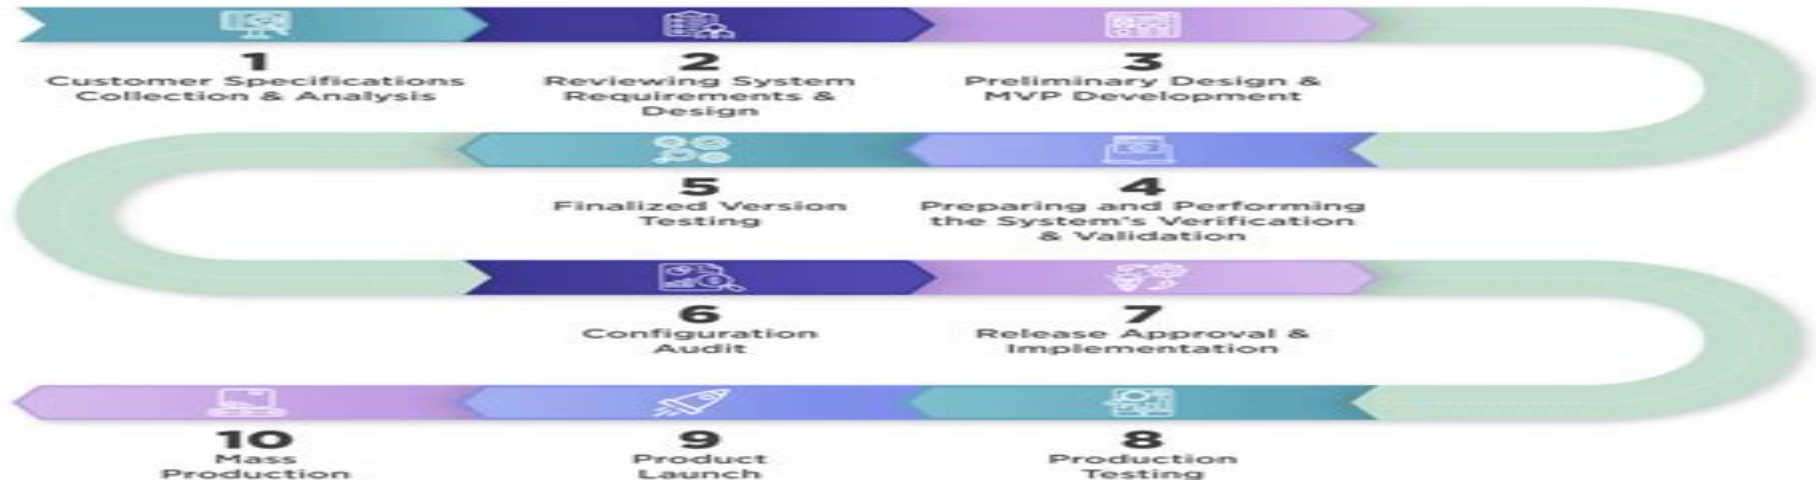 1
Customer Specifications
Collection & Analysis
2
Reviewing System
Requirements &
Design
3
Preliminary Design &
MVP Development
4
Preparing and Performing
the System's Verification
& Validation
5
Finalized Version
Testing
6
Configuration
Audit
7
Release Approval &
Implementation
8
Production
Testing
9
Product
Launch
10
Mass
Production